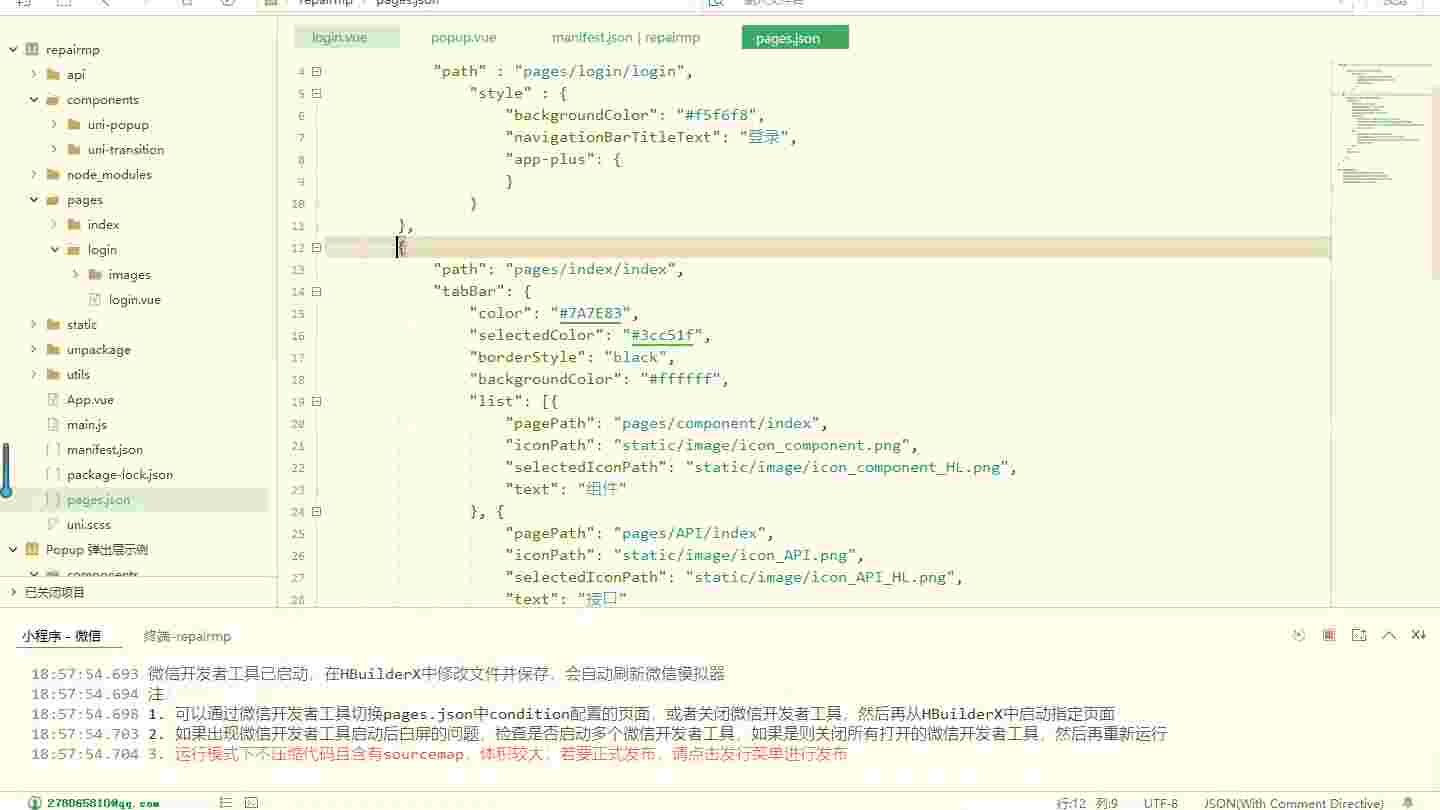 repairmp
pages.json
login.vue
popup.vue
manifest.json | repairmp
pages.json
repairmp
api
components
uni-popup
uni-transition
node_modules
pages
index
login
images
login.vue
static
unpackage
utils
App.vue
main.js
manifest.json
package-lock.json
pages.json
uni.scss
Popup 弹出层示例
components
已关闭项目
4 "path" : "pages/login/login",
5 "style" : {
6 "backgroundColor": "#f5f6f8",
7 "navigationBarTitleText": "登录",
8 "app-plus": {
9 }
10 }
11 },
12 {
13 "path": "pages/index/index",
14 "tabBar": {
15 "color": "#7A7E83",
16 "selectedColor": "#3cc51f",
17 "borderStyle": "black",
18 "backgroundColor": "#ffffff",
19 "list": [{
20 "pagePath": "pages/component/index",
21 "iconPath": "static/image/icon_component.png",
22 "selectedIconPath": "static/image/icon_component_HL.png",
23 "text": "组件"
24 }, {
25 "pagePath": "pages/API/index",
26 "iconPath": "static/image/icon_API.png",
27 "selectedIconPath": "static/image/icon_API_HL.png",
28 "text": "接口"
小程序 - 微信
终端-repairmp
18:57:54.693 微信开发者工具已启动，在HBuilderX中修改文件并保存，会自动刷新微信模拟器
18:57:54.694 注
18:57:54.698 1. 可以通过微信开发者工具切换pages.json中condition配置的页面，或者关闭微信开发者工具，然后再从HBuilderX中启动指定页面
18:57:54.703 2. 如果出现微信开发者工具启动后白屏的问题，检查是否启动多个微信开发者工具，如果是则关闭所有打开的微信开发者工具，然后再重新运行
18:57:54.704 3. 运行模式下不压缩代码且含有sourcemap，体积较大，若要正式发布，请点击发行菜单进行发布
278065810@qq.com
行:12 列:9
UTF-8
JSON(With Comment Directive)